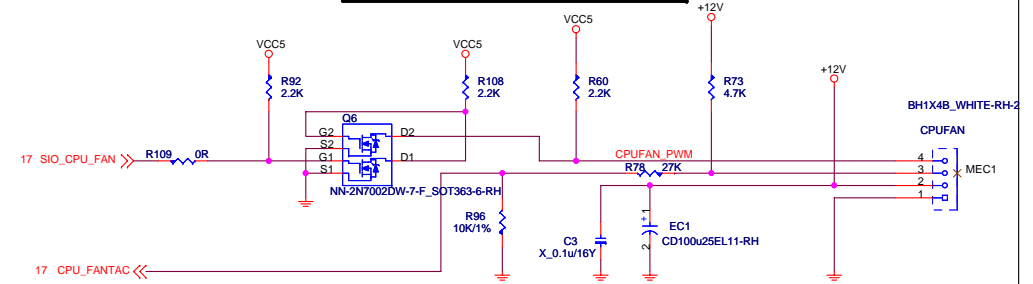 +12V
VCC5
VCC5
VCC5
+12V
R92
2.2K
R108
2.2K
R60
2.2K
R73
4.7K
BH1X4B_WHITE-RH-2
CPUFAN
Q6
G2
D2
S2
G1
D1
S1
17 SIO_CPU_FAN
R109 0R
CPUFAN_PWM
R78 27K
4
3
2
1
MEC1
NN-2N7002DW-7-F_SOT363-6-RH
R96
10K/1%
C3
X_0.1u/16Y
+
1
2
EC1
CD100u25EL11-RH
17 CPU_FANTAC